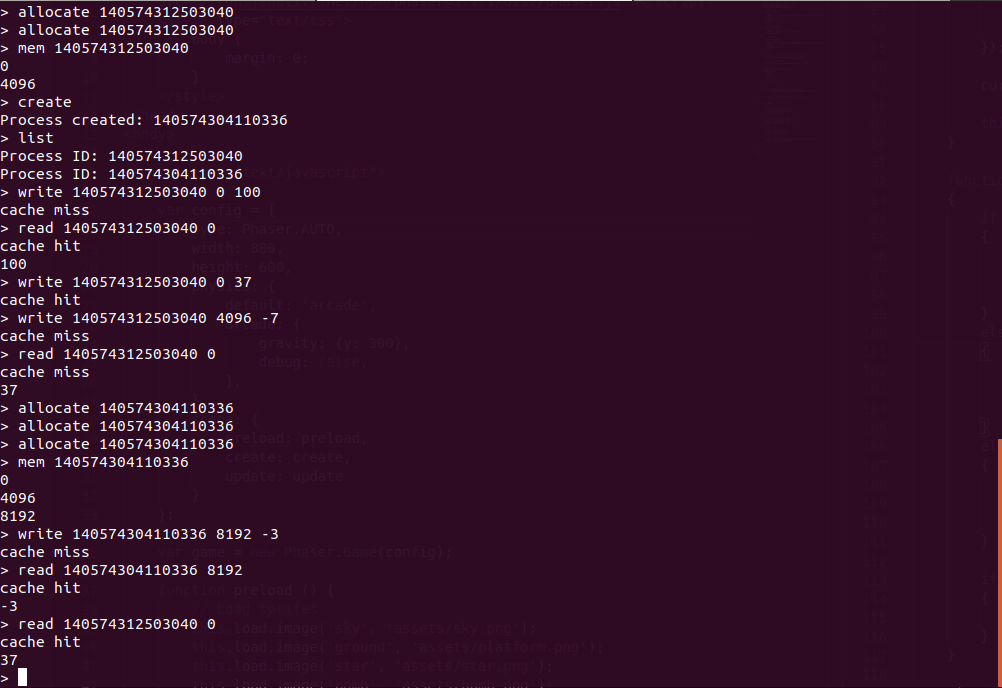 > allocate 140574312503040
> allocate 140574312503040
> mem 140574312503040
0
4096
> create
Process created: 140574304110336
> list
Process ID: 140574312503040
Process ID: 140574304110336
> write 140574312503040 0 100
cache miss
> read 140574312503040 0
cache hit
100
> write 140574312503040 0 37
cache hit
> write 140574312503040 4096 -7
cache miss
> read 140574312503040 0
cache miss
37
> allocate 140574304110336
> allocate 140574304110336
> allocate 140574304110336
> mem 140574304110336
0
4096
8192
> write 140574304110336 8192 -3
cache miss
> read 140574304110336 8192
cache hit
-3
> read 140574312503040 0
cache hit
37
>